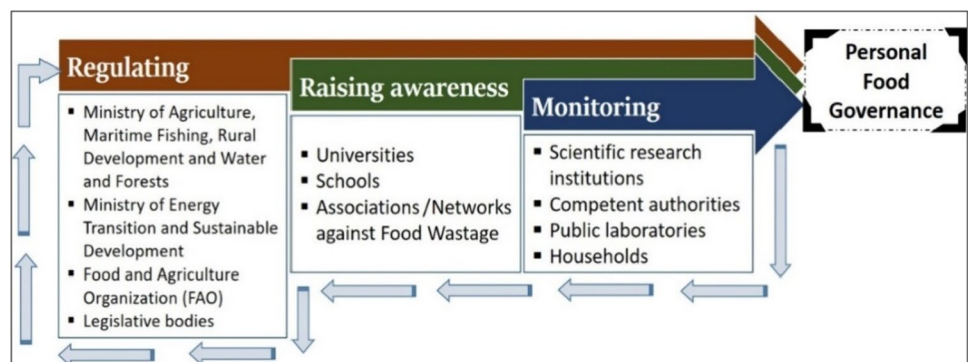 Regulating
▪ Ministry of Agriculture,
Maritime Fishing, Rural
Development and Water
and Forests
▪ Ministry of Energy
Transition and Sustainable
Development
▪ Food and Agriculture
Organization (FAO)
▪ Legislative bodies
Raising awareness
▪ Universities
▪ Schools
▪ Associations/Networks
against Food Wastage
Monitoring
▪ Scientific research
institutions
▪ Competent authorities
▪ Public laboratories
▪ Households
Personal
Food
Governance